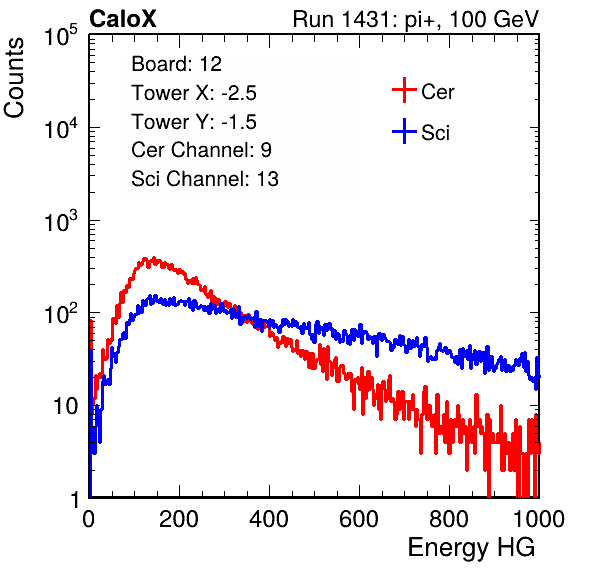 CaloX Run 1431: pi+, 100 GeV
Counts
Board: 12
Tower X: -2.5
Tower Y: -1.5
Cer Channel: 9
Sci Channel: 13
Cer
Sci
10^5
10^4
10^3
10^2
10
1
0 200 400 600 800 1000
Energy HG